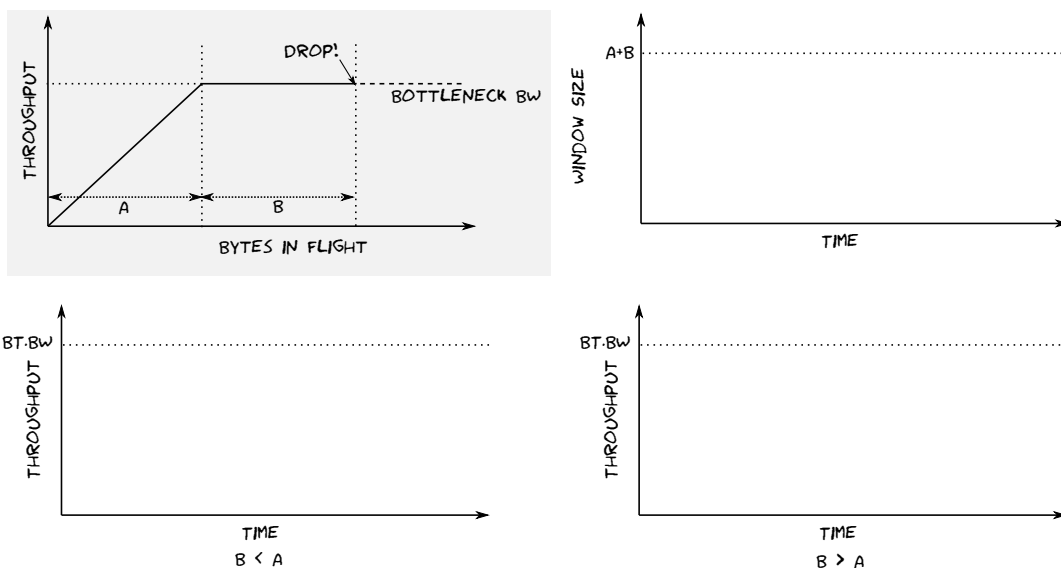 THROUGHPUT
DROP!
BOTTLENECK BW
A
B
BYTES IN FLIGHT
WINDOW SIZE
A+B
TIME
BT.BW
THROUGHPUT
TIME
B < A
BT.BW
THROUGHPUT
TIME
B > A